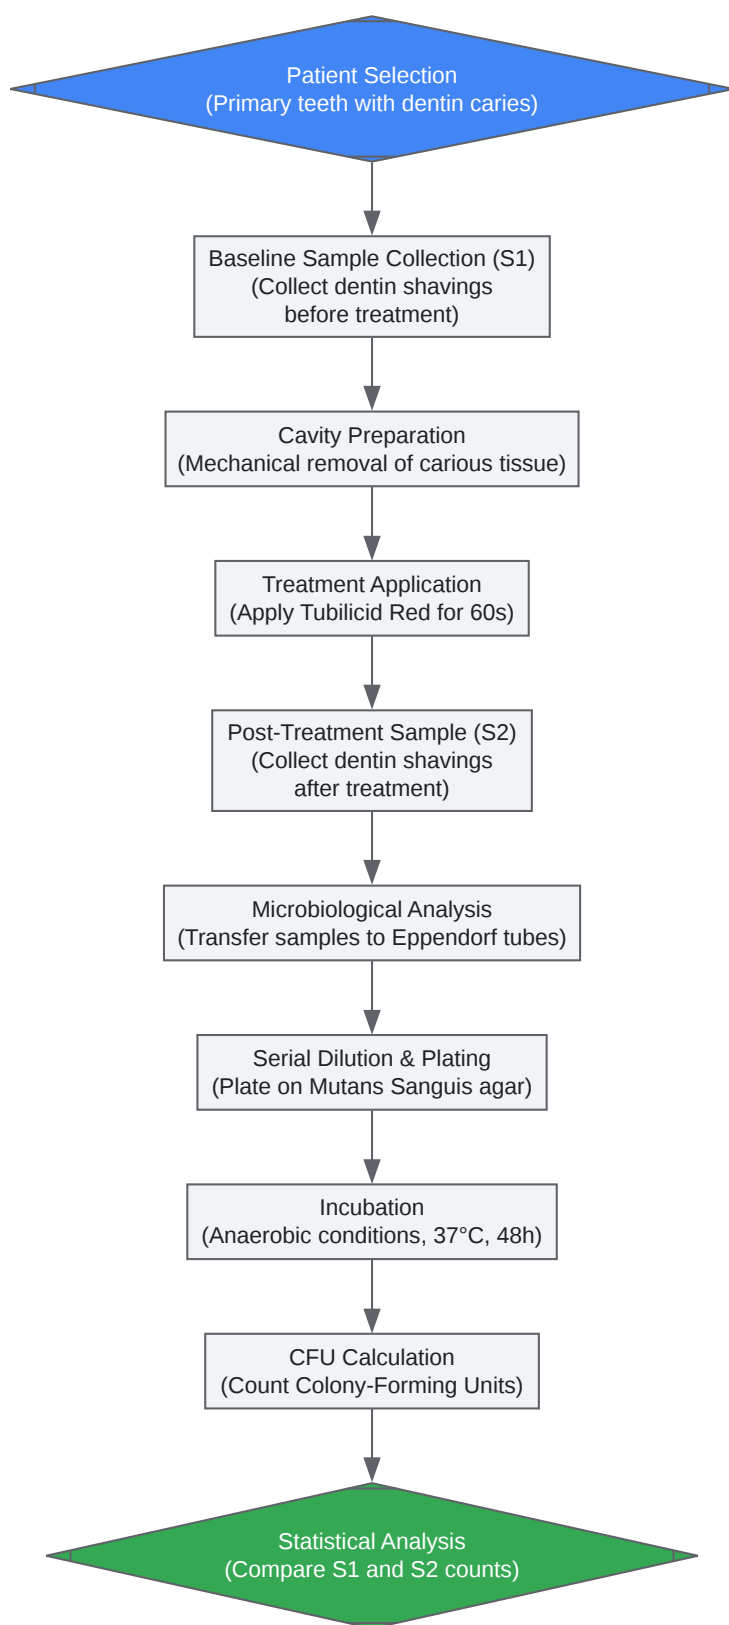 Patient Selection
(Primary teeth with dentin caries)
Baseline Sample Collection (S1)
(Collect dentin shavings
before treatment)
Cavity Preparation
(Mechanical removal of carious tissue)
Treatment Application
(Apply Tubilicid Red for 60s)
Post-Treatment Sample (S2)
(Collect dentin shavings
after treatment)
Microbiological Analysis
(Transfer samples to Eppendorf tubes)
Serial Dilution & Plating
(Plate on Mutans Sanguis agar)
Incubation
(Anaerobic conditions, 37°C, 48h)
CFU Calculation
(Count Colony-Forming Units)
Statistical Analysis
(Compare S1 and S2 counts)